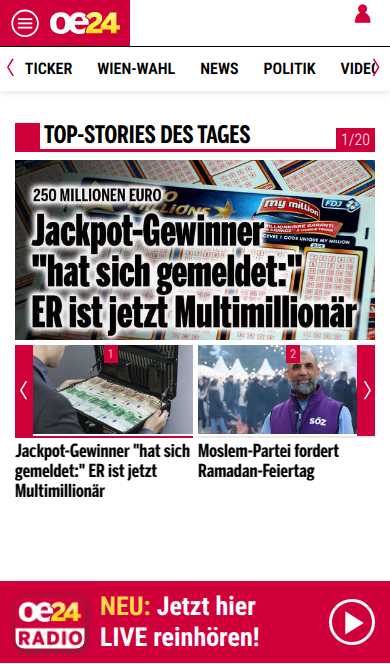 oe24
TICKER WIEN-WAHL NEWS POLITIK VIDEO
TOP-STORIES DES TAGES
1/20
250 MILLIONEN EURO
my million
FDJ
Jackpot-Gewinner
"hat sich gemeldet:"
ER ist jetzt Multimillionär
1
2
SÖZ
Jackpot-Gewinner "hat sich
gemeldet:" ER ist jetzt
Multimillionär
Moslem-Partei fordert
Ramadan-Feiertag
oe24
RADIO
NEU: Jetzt hier
LIVE reinhören!